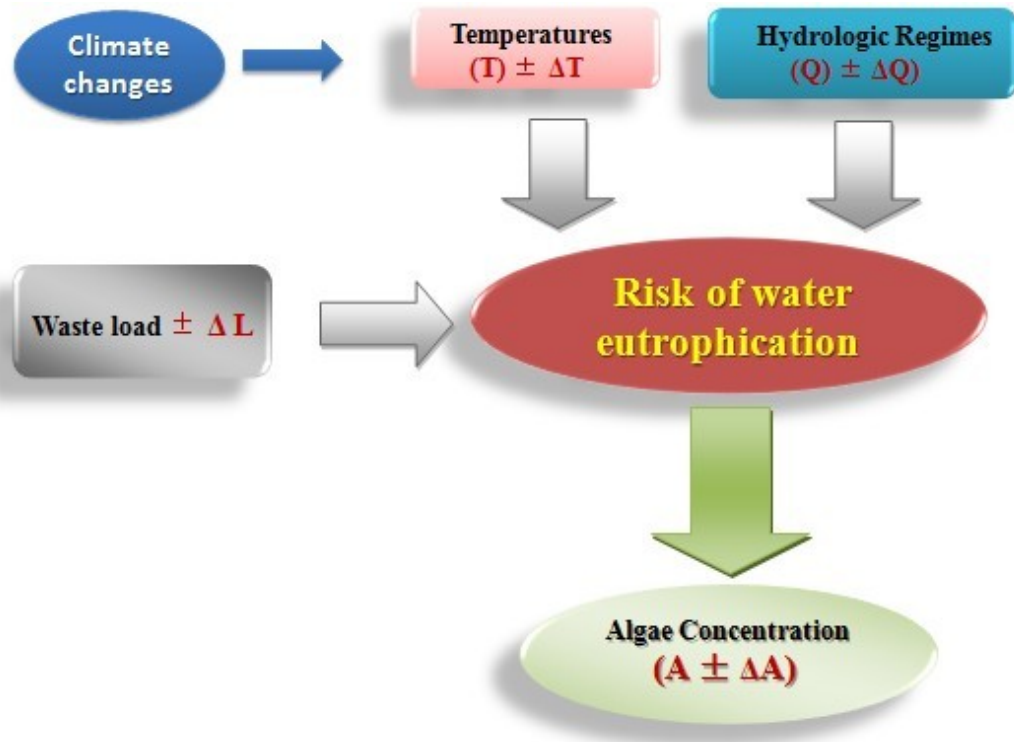 Climate
changes
Temperatures
(T) ± ΔT
Hydrologic Regimes
(Q) ± ΔQ)
Waste load ± Δ L
Risk of water
eutrophication
Algae Concentration
(A ± ΔA)